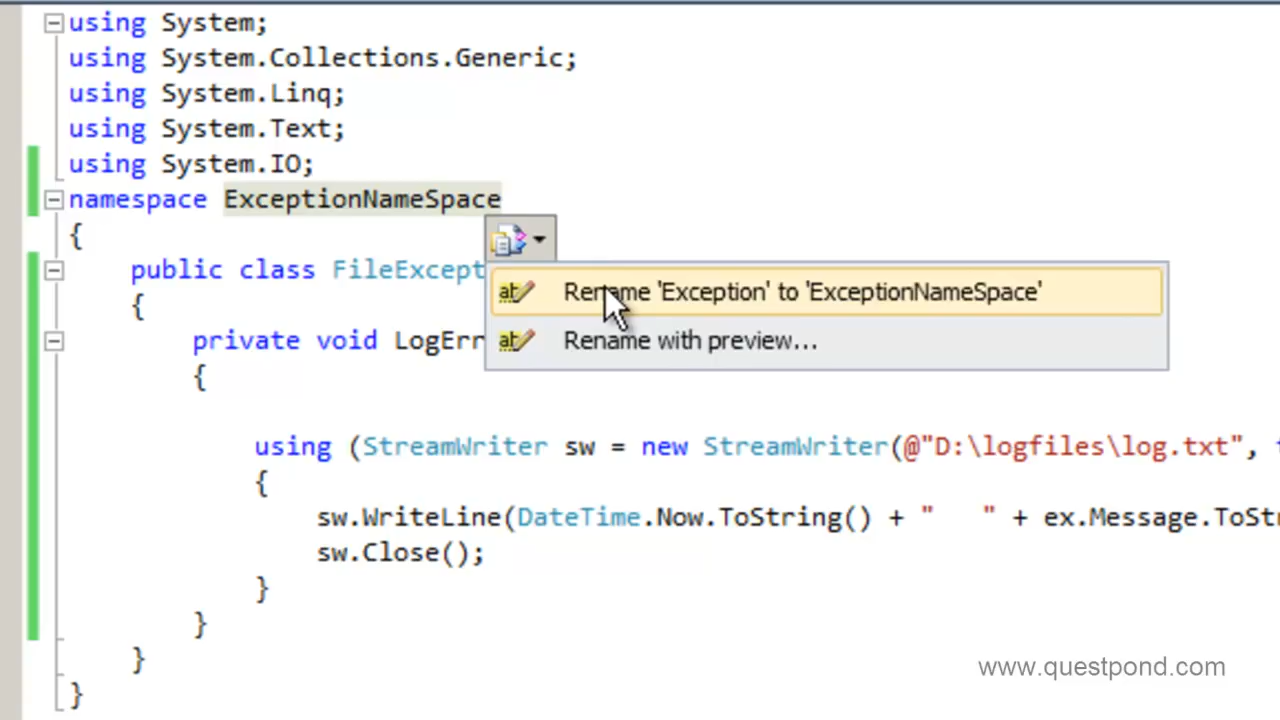 using System;
using System.Collections.Generic;
using System.Linq;
using System.Text;
using System.IO;
namespace ExceptionNameSpace
{
public class FileExcept
Rename 'Exception' to 'ExceptionNameSpace'
{
private void LogErr
Rename with preview...
{
using (StreamWriter sw = new StreamWriter(@"D:\logfiles\log.txt",
{
sw.WriteLine(DateTime.Now.ToString() + "   " + ex.Message.ToStr
sw.Close();
}
}
}
www.questpond.com
}